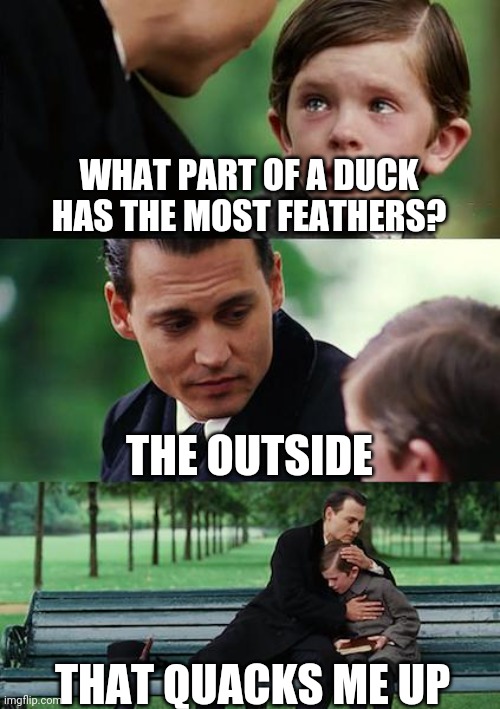 WHAT PART OF A DUCK
HAS THE MOST FEATHERS?
THE OUTSIDE
THAT QUACKS ME UP
imgflip.com